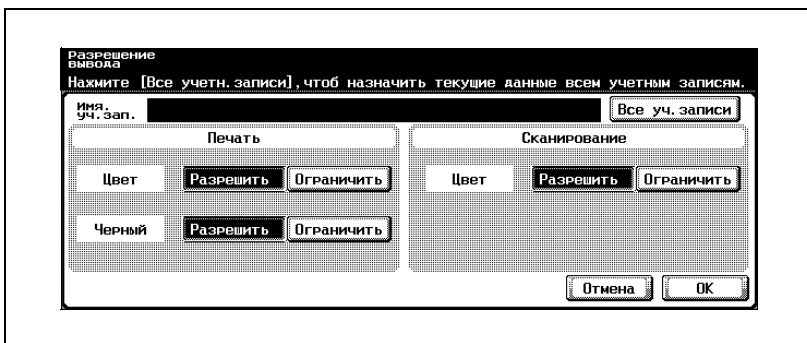 Разрешение
вывода
Нажмите [Все учетн.записи],чтоб назначить текущие данные всем учетным записям.
Имя.
уч.зап.
Все уч.записи
Печать
Сканирование
Цвет Разрешить Ограничить
Цвет Разрешить Ограничить
Черный Разрешить Ограничить
Отмена OK